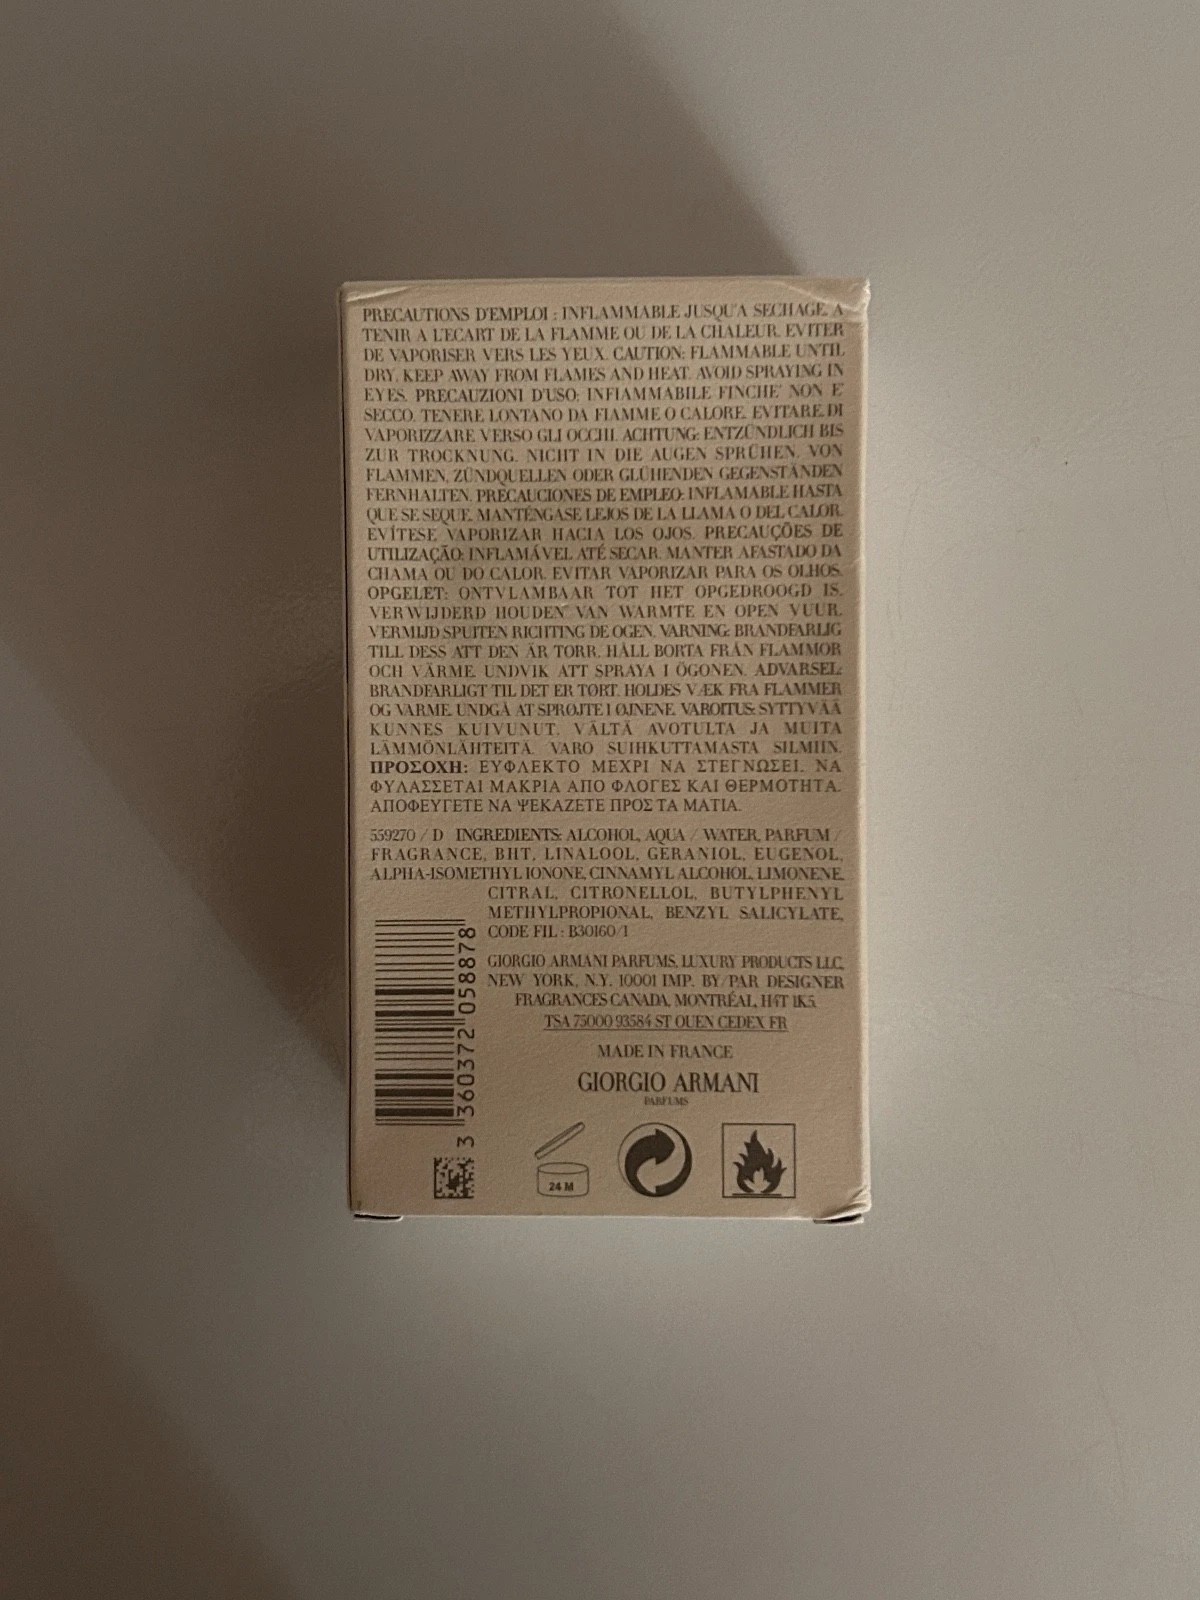 PRECAUTIONS D'EMPLOI : INFLAMMABLE JUSQU'A SECHAGE. A
TENIR A L'ECART DE LA FLAMME OU DE LA CHALEUR. EVITER
DE VAPORISER VERS LES YEUX. CAUTION: FLAMMABLE UNTIL
DRY. KEEP AWAY FROM FLAMES AND HEAT. AVOID SPRAYING IN
EYES. PRECAUZIONI D'USO: INFIAMMABILE FINCHE' NON E'
SECCO. TENERE LONTANO DA FIAMME O CALORE. EVITARE DI
VAPORIZZARE VERSO GLI OCCHI. ACHTUNG: ENTZÜNDLICH BIS
ZUR TROCKNUNG. NICHT IN DIE AUGEN SPRÜHEN. VON
FLAMMEN, ZÜNDQUELLEN ODER GLÜHENDEN GEGENSTÄNDEN
FERNHALTEN. PRECAUCIONES DE EMPLEO: INFLAMABLE HASTA
QUE SE SEQUE. MANTÉNGASE LEJOS DE LA LLAMA O DEL CALOR.
EVÍTESE VAPORIZAR HACIA LOS OJOS. PRECAUÇÕES DE
UTILIZAÇÃO: INFLAMÁVEL ATÉ SECAR. MANTER AFASTADO DA
CHAMA OU DO CALOR. EVITAR VAPORIZAR PARA OS OLHOS.
OPGELET: ONTVLAMBAAR TOT HET OPGEDROOGD IS.
VERWIJDERD HOUDEN VAN WARMTE EN OPEN VUUR.
VERMIJD SPUITEN RICHTING DE OGEN. VARNING: BRANDFARLIG
TILL DESS ATT DEN ÄR TORR. HÅLL BORTA FRÅN FLAMMOR
OCH VÄRME. UNDVIK ATT SPRAYA I ÖGONEN. ADVARSEL:
BRANDFARLIGT TIL DET ER TØRT. HOLDES VÆK FRA FLAMMER
OG VARME. UNDGÅ AT SPRØJTE I ØJNENE. VAROITUS: SYTTYVÄÄ
KUNNES KUIVUNUT. VÄLTÄ AVOTULTA JA MUITA
LÄMMÖNLÄHTEITÄ. VARO SUIHKUTTAMASTA SILMIIN.
ΠΡΟΣΟΧΗ: ΕΥΦΛΕΚΤΟ ΜΕΧΡΙ ΝΑ ΣΤΕΓΝΩΣΕΙ. ΝΑ
ΦΥΛΑΣΣΕΤΑΙ ΜΑΚΡΙΑ ΑΠΟ ΦΛΟΓΕΣ ΚΑΙ ΘΕΡΜΟΤΗΤΑ.
ΑΠΟΦΕΥΓΕΤΕ ΝΑ ΨΕΚΑΖΕΤΕ ΠΡΟΣ ΤΑ ΜΑΤΙΑ.
559270 / D INGREDIENTS: ALCOHOL, AQUA / WATER, PARFUM /
FRAGRANCE, BHT, LINALOOL, GERANIOL, EUGENOL,
ALPHA-ISOMETHYL IONONE, CINNAMYL ALCOHOL, LIMONENE,
CITRAL, CITRONELLOL, BUTYLPHENYL
METHYLPROPIONAL, BENZYL SALICYLATE,
CODE FIL : B30160/1
GIORGIO ARMANI PARFUMS, LUXURY PRODUCTS LLC,
NEW YORK, N.Y. 10001 IMP. BY/PAR DESIGNER
FRAGRANCES CANADA, MONTRÉAL, H4T 1K5.
TSA 75000 93584 ST OUEN CEDEX FR
MADE IN FRANCE
GIORGIO ARMANI
PARFUMS
3 360372 058878
24 M